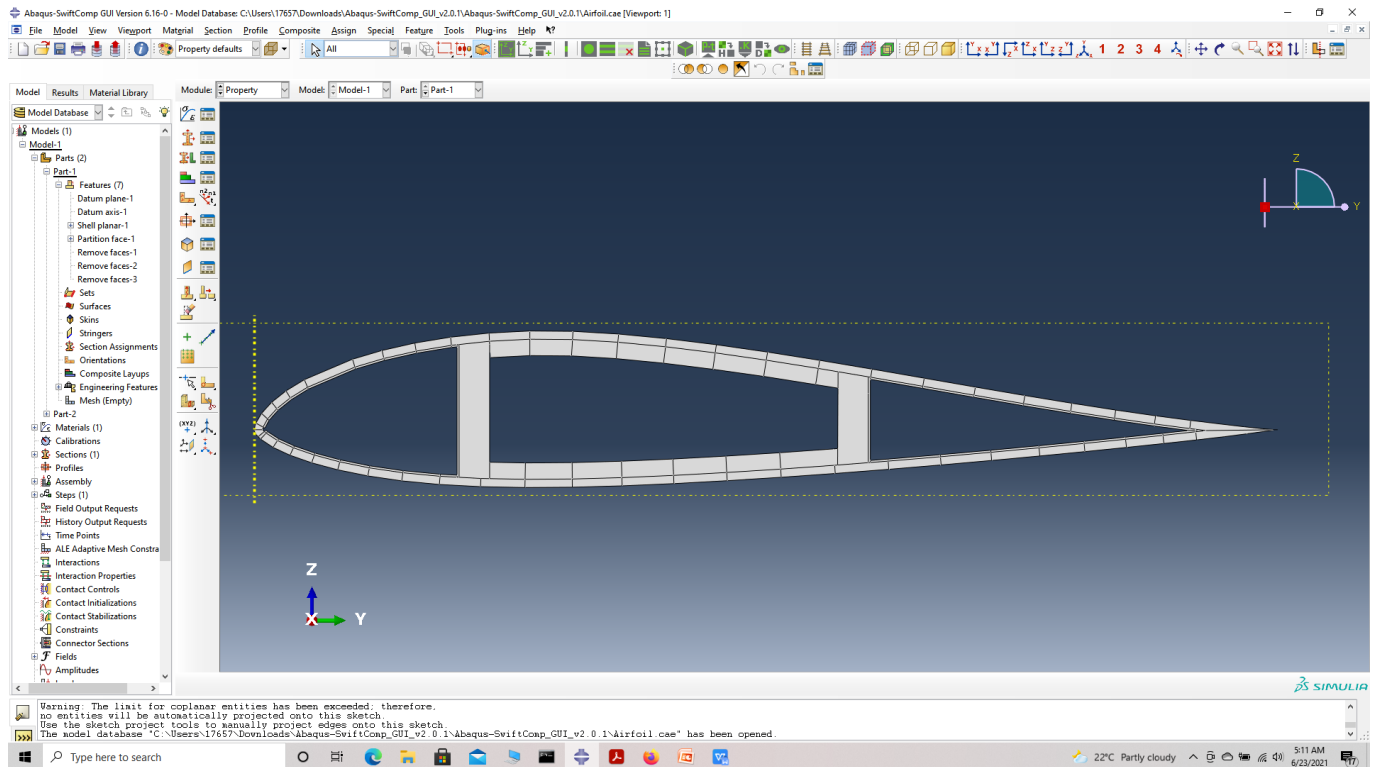 Abaqus-SwiftComp GUI Version 6.16-0 - Model Database: C:\Users\17657\Downloads\Abaqus-SwiftComp_GUI_v2.0.1\Abaqus-SwiftComp_GUI_v2.0.1\Airfoil.cae [Viewport: 1]
File Model Viewport View Material Section Profile Composite Assign Special Feature Tools Plug-ins Help
Property defaults All 1 2 3 4
Model Results Material Library Module: Property Model: Model-1 Part: Part-1
Model Database
Models (1)
Model-1
Parts (2)
Part-1
Features (7)
Datum plane-1
Datum axis-1
Shell planar-1
Partition face-1
Remove faces-1
Remove faces-2
Remove faces-3
Sets
Surfaces
Skins
Stringers
Section Assignments
Orientations
Composite Layups
Engineering Features
Mesh (Empty)
Part-2
Materials (1)
Calibrations
Sections (1)
Profiles
Assembly
Steps (1)
Field Output Requests
History Output Requests
Time Points
ALE Adaptive Mesh Constra
Interactions
Interaction Properties
Contact Controls
Contact Initializations
Contact Stabilizations
Constraints
Connector Sections
Fields
Amplitudes
Z
X Y
Z
X Y
SIMULIA
Warning: The limit for coplanar entities has been exceeded; therefore,
no entities will be automatically projected onto this sketch.
Use the sketch project tools to manually project edges onto this sketch.
The model database "C:\Users\17657\Downloads\Abaqus-SwiftComp_GUI_v2.0.1\Abaqus-SwiftComp_GUI_v2.0.1\Airfoil.cae" has been opened.
Type here to search
22°C Partly cloudy
5:11 AM
6/23/2021